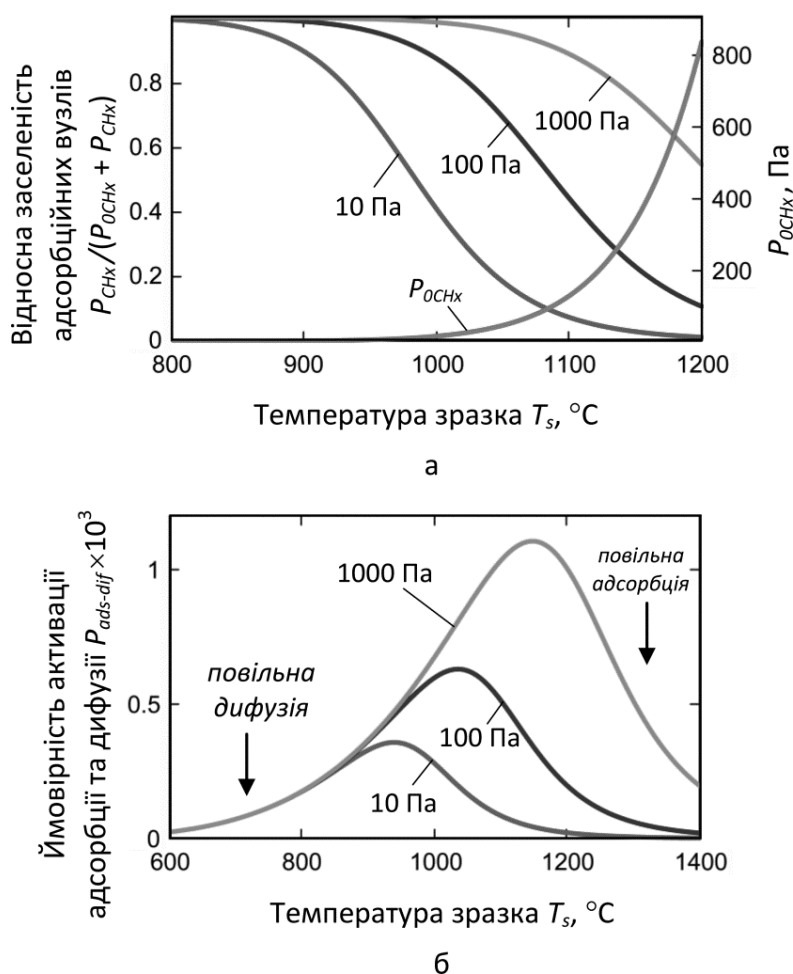 Відносна заселеність
адсорбційних вузлів
P_CHx/(P_0CHx + P_CHx)
0.8
0.6
0.4
0.2
0
1000 Па
100 Па
10 Па
P_0CHx
800
600
400
200
P_0CHx, Па
800 900 1000 1100 1200
Температура зразка T_s, °C
а
Ймовірність активації
адсорбції та дифузії P_ads-dif×10³
1
0.5
0
1000 Па
повільна
адсорбція
повільна
дифузія
100 Па
10 Па
600 800 1000 1200 1400
Температура зразка T_s, °C
б